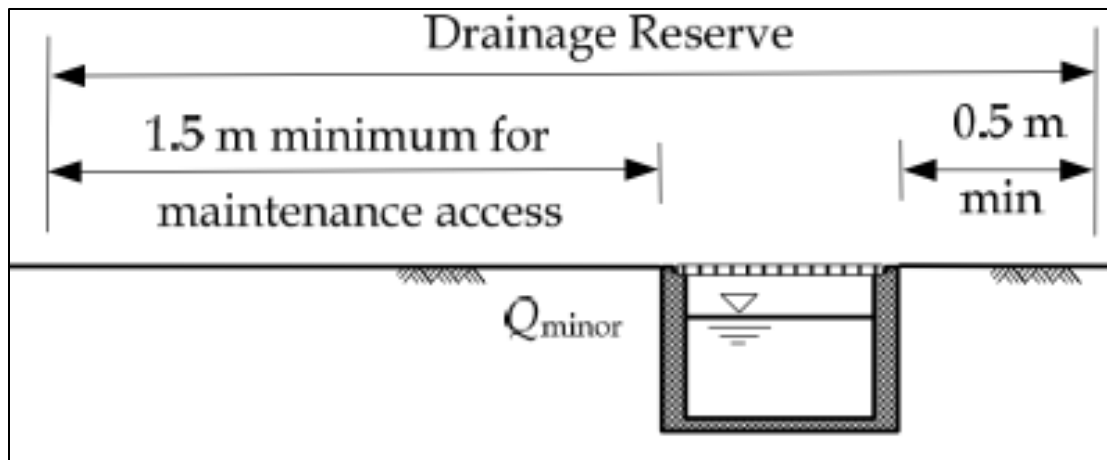 Drainage Reserve
1.5 m minimum for
maintenance access
0.5 m
min
Qminor